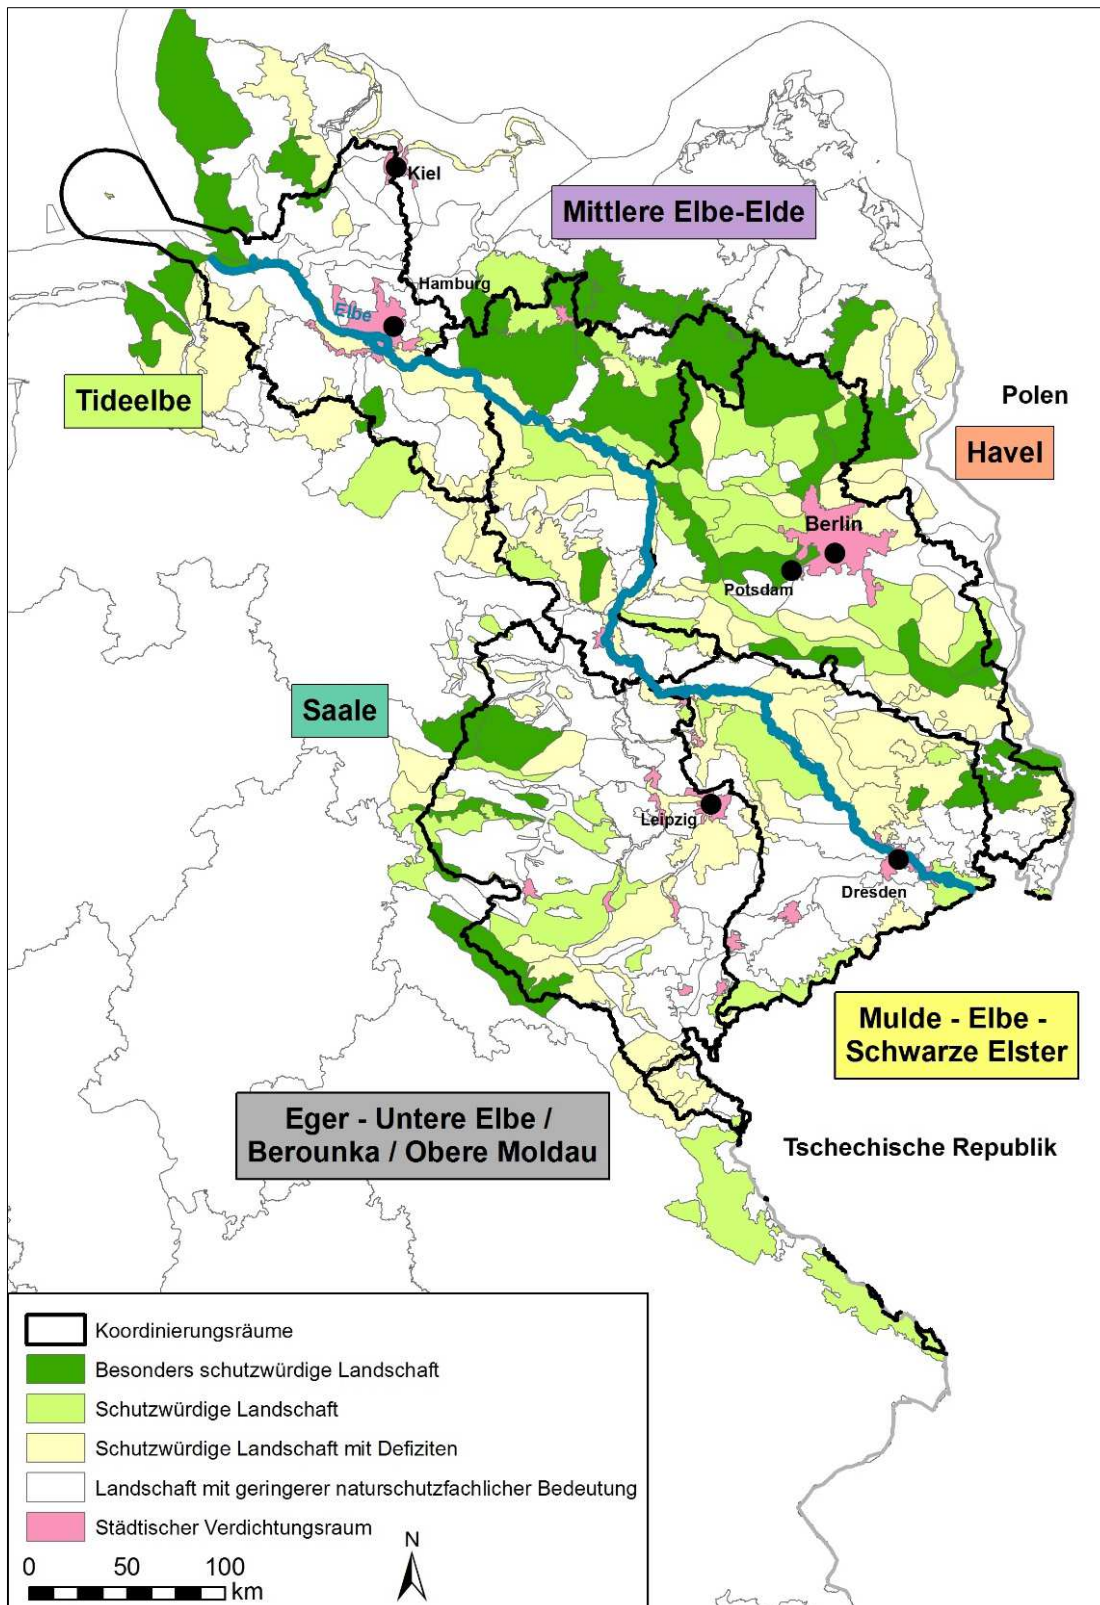 Kiel
Mittlere Elbe-Elde
Hamburg
Elbe
Tideelbe
Polen
Havel
Berlin
Potsdam
Saale
Leipzig
Dresden
Mulde - Elbe -
Schwarze Elster
Eger - Untere Elbe /
Berounka / Obere Moldau
Tschechische Republik
Koordinierungsräume
Besonders schutzwürdige Landschaft
Schutzwürdige Landschaft
Schutzwürdige Landschaft mit Defiziten
Landschaft mit geringerer naturschutzfachlicher Bedeutung
Städtischer Verdichtungsraum
N
0 50 100
km